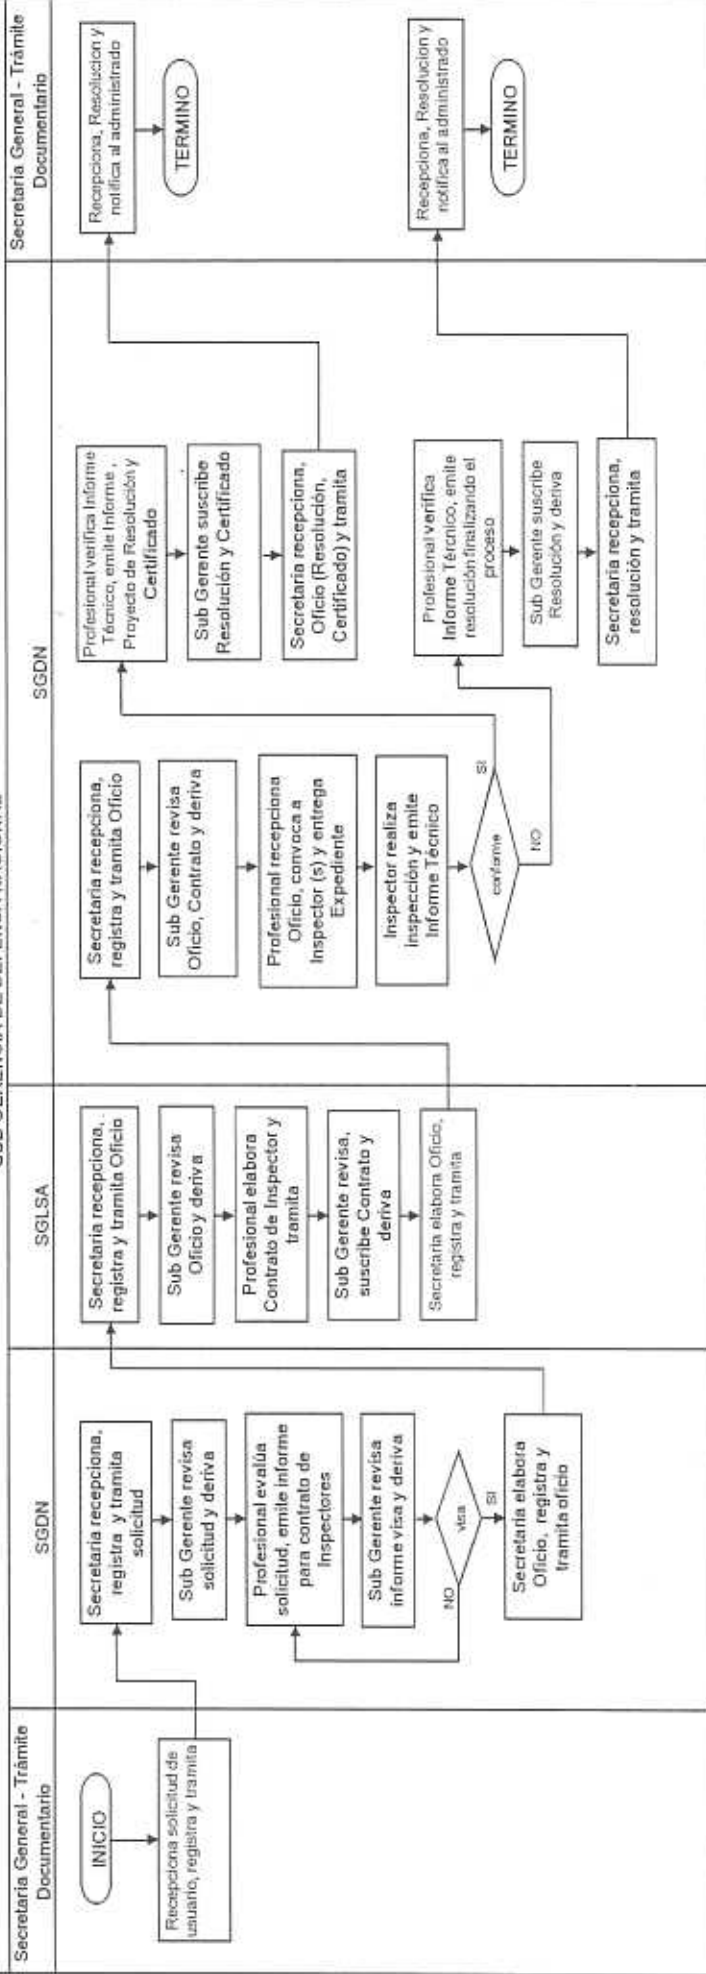 Secretaria General - Trámite
Documentario
SGDN
SGLSA
SGDN
Secretaria General - Trámite
Documentario
INICIO
Recepciona solicitud de
usuario, registra y tramita
Secretaria recepciona,
registra y tramita
solicitud
Sub Gerente revisa
solicitud y deriva
Profesional evalúa
solicitud, emite informe
para contrato de
Inspectores
Sub Gerente revisa
informe visa y deriva
visa
NO
SI
Secretaria elabora
Oficio, registra y
tramita oficio
Secretaria recepciona,
registra y tramita Oficio
Sub Gerente revisa
Oficio y deriva
Profesional elabora
Contrato de Inspector y
tramita
Sub Gerente revisa,
suscribe Contrato y
deriva
Secretaria elabora Oficio,
registra y tramita
Secretaria recepciona,
registra y tramita Oficio
Sub Gerente revisa
Oficio, Contrato y deriva
Profesional recepciona
Oficio, convoca a
Inspector (s) y entrega
Expediente
Inspector realiza
inspección y emite
Informe Técnico
conforme
SI
NO
Profesional verifica Informe
Técnico, emite Informe ,
Proyecto de Resolución y
Certificado
Sub Gerente suscribe
Resolución y Certificado
Secretaria recepciona,
Oficio (Resolución,
Certificado) y tramita
Profesional verifica
Informe Tércnico, emite
resolución finalizando el
proceso
Sub Gerente suscribe
Resolución y deriva
Secretaria recepciona,
resolución y tramita
Recepciona, Resolucion y
notifica al administrado
TERMINO
Recepciona, Resolucion y
notifica al administrado
TERMINO